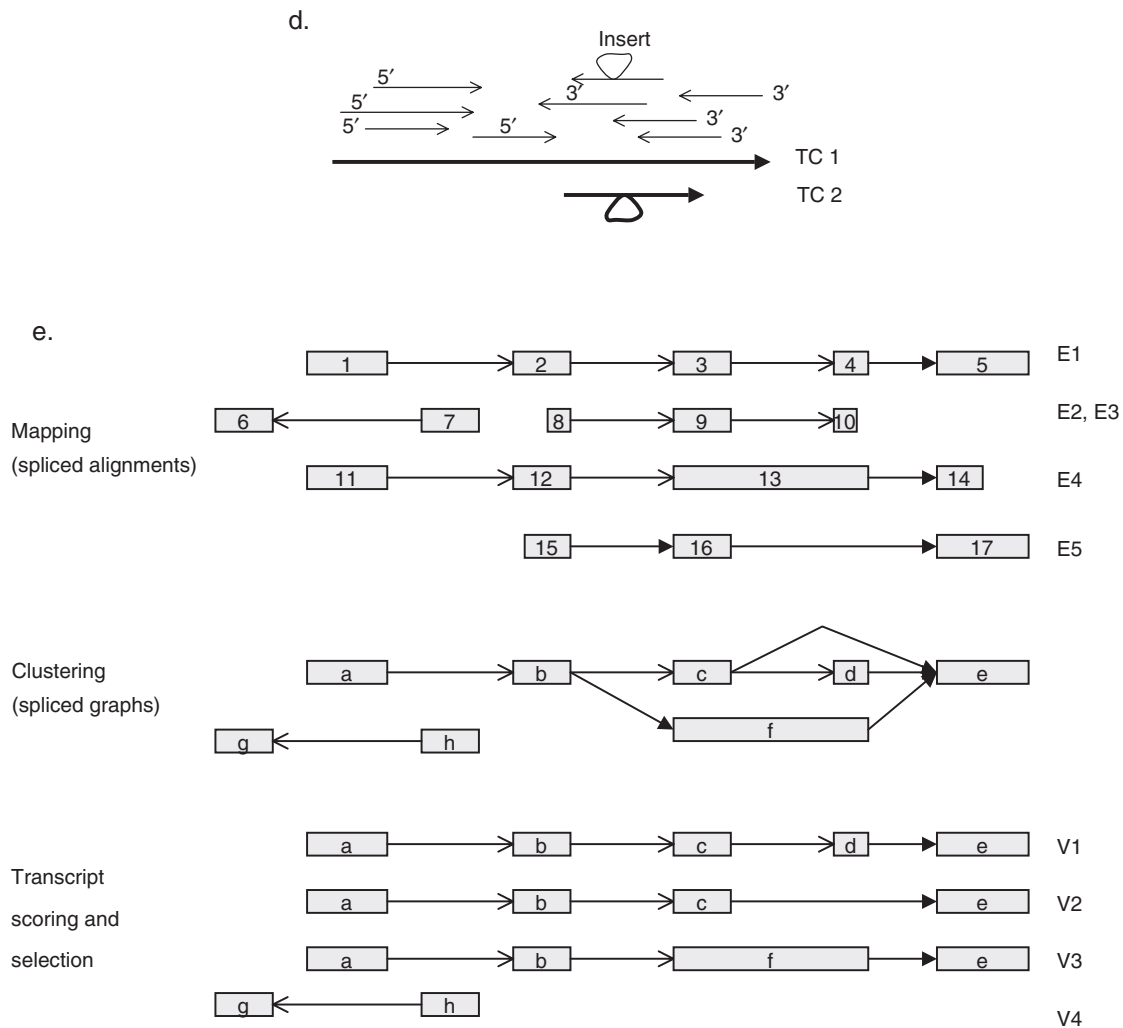 d.
Insert
5′
3′ 3′
5′
5′ 5′ 3′
3′
TC 1
TC 2
e.
1 2 3 4 5 E1
6 7 8 9 10 E2, E3
Mapping
(spliced alignments)
11 12 13 14 E4
15 16 17 E5
Clustering
(spliced graphs)
a b c d e
g h f
a b c d e V1
Transcript
scoring and
selection
a b c e V2
a b f e V3
g h V4